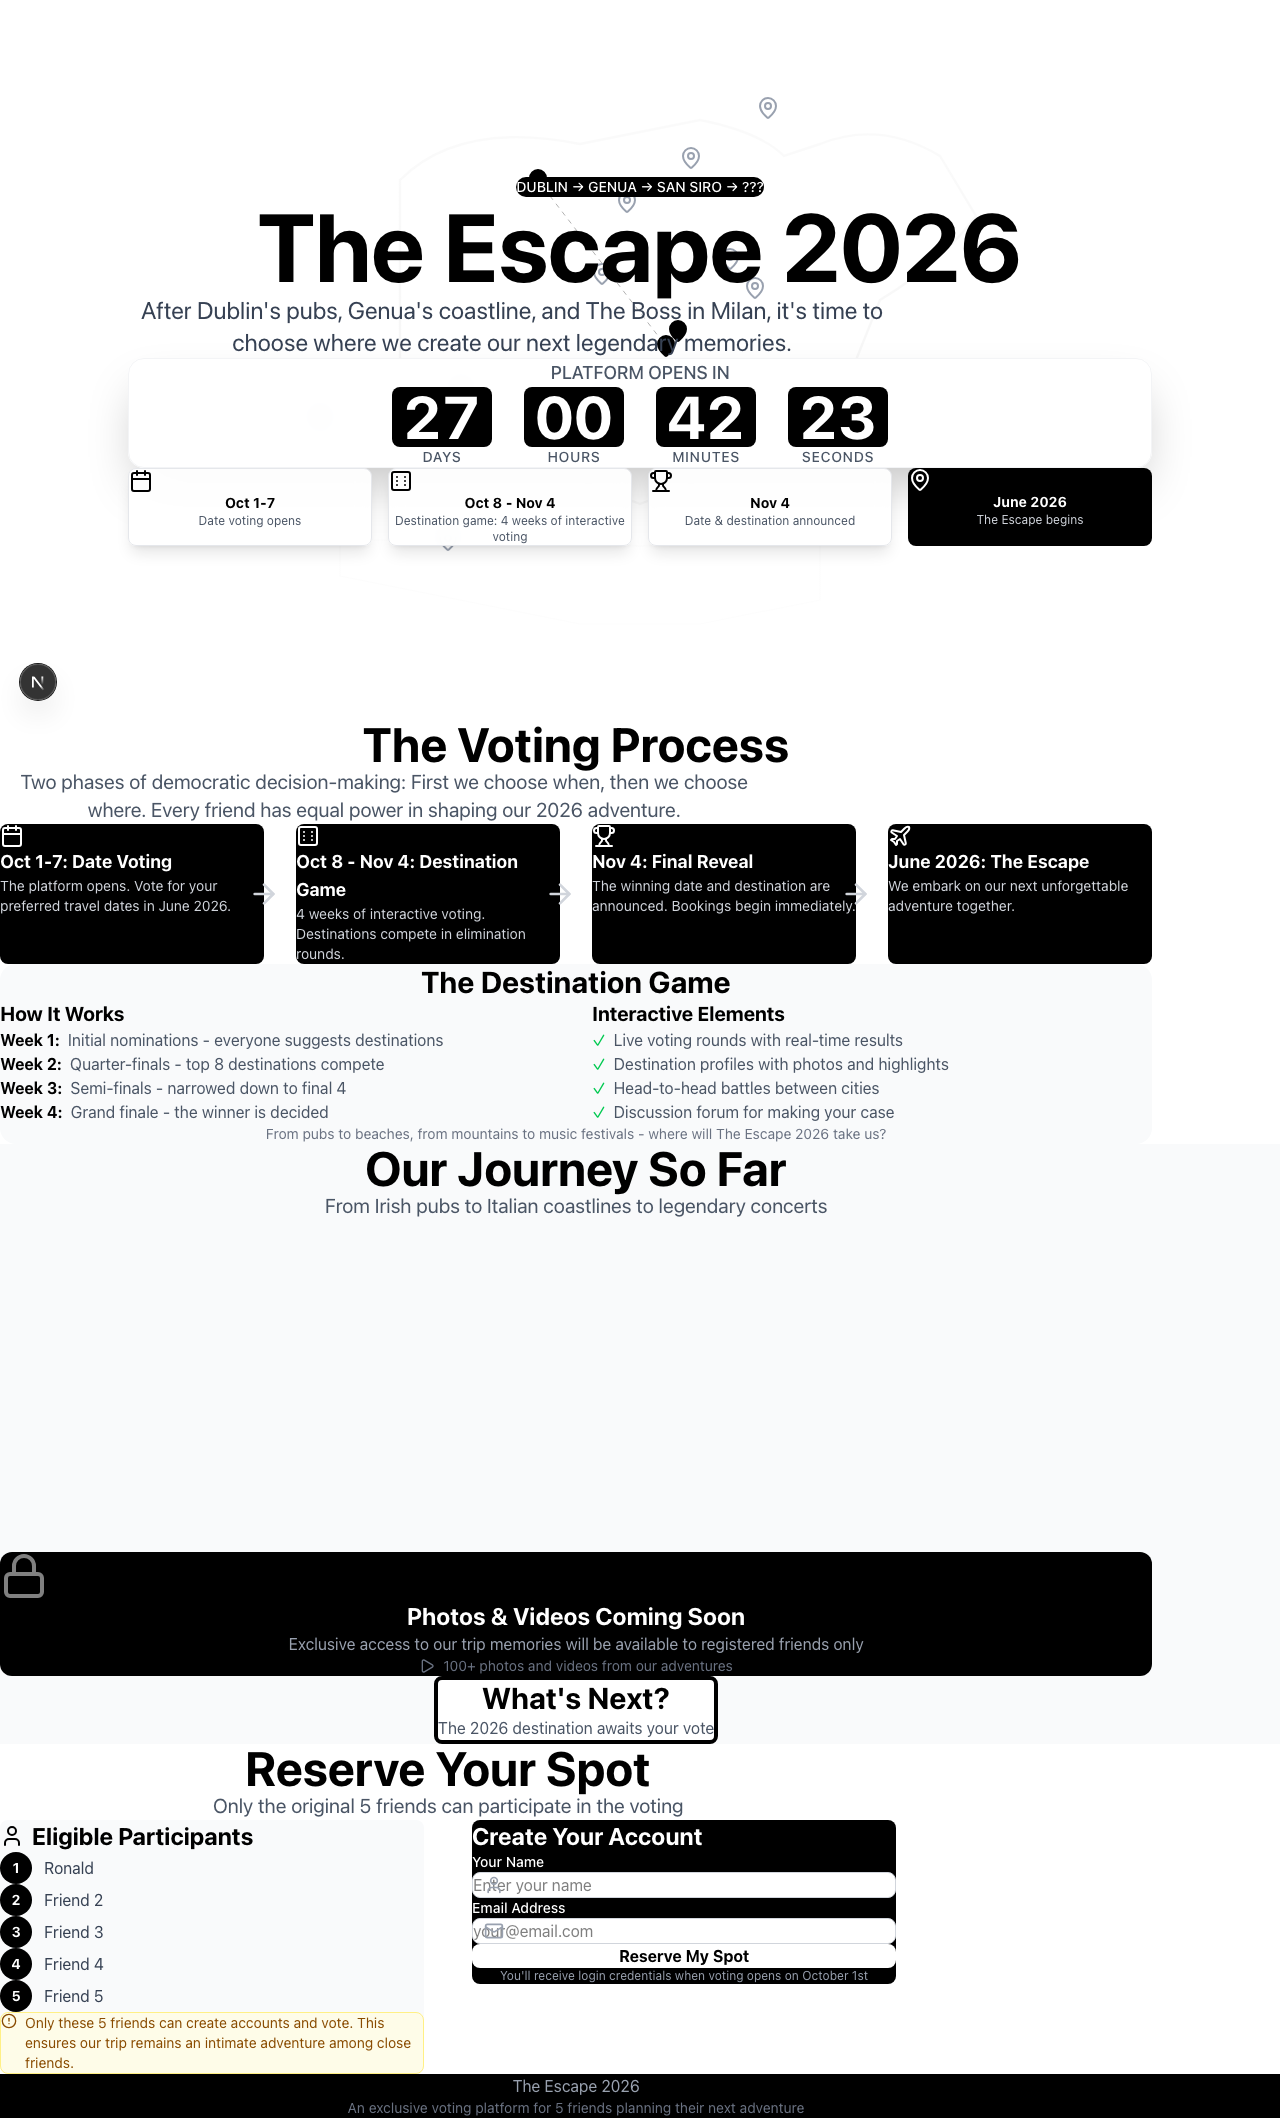 DUBLIN → GENUA → SAN SIRO → ???
The Escape 2026
After Dublin's pubs, Genua's coastline, and The Boss in Milan, it's time to
choose where we create our next legendary memories.
PLATFORM OPENS IN
27 00 42 23
DAYS HOURS MINUTES SECONDS
Oct 1-7
Date voting opens
Oct 8 - Nov 4
Destination game: 4 weeks of interactive
voting
Nov 4
Date & destination announced
June 2026
The Escape begins
N
The Voting Process
Two phases of democratic decision-making: First we choose when, then we choose
where. Every friend has equal power in shaping our 2026 adventure.
Oct 1-7: Date Voting
The platform opens. Vote for your
preferred travel dates in June 2026.
Oct 8 - Nov 4: Destination
Game
4 weeks of interactive voting.
Destinations compete in elimination
rounds.
Nov 4: Final Reveal
The winning date and destination are
announced. Bookings begin immediately.
June 2026: The Escape
We embark on our next unforgettable
adventure together.
The Destination Game
How It Works
Week 1: Initial nominations - everyone suggests destinations
Week 2: Quarter-finals - top 8 destinations compete
Week 3: Semi-finals - narrowed down to final 4
Week 4: Grand finale - the winner is decided
Interactive Elements
✓ Live voting rounds with real-time results
✓ Destination profiles with photos and highlights
✓ Head-to-head battles between cities
✓ Discussion forum for making your case
From pubs to beaches, from mountains to music festivals - where will The Escape 2026 take us?
Our Journey So Far
From Irish pubs to Italian coastlines to legendary concerts
Photos & Videos Coming Soon
Exclusive access to our trip memories will be available to registered friends only
100+ photos and videos from our adventures
What's Next?
The 2026 destination awaits your vote
Reserve Your Spot
Only the original 5 friends can participate in the voting
Eligible Participants
1 Ronald
2 Friend 2
3 Friend 3
4 Friend 4
5 Friend 5
Only these 5 friends can create accounts and vote. This
ensures our trip remains an intimate adventure among close
friends.
Create Your Account
Your Name
Enter your name
Email Address
your@email.com
Reserve My Spot
You'll receive login credentials when voting opens on October 1st
The Escape 2026
An exclusive voting platform for 5 friends planning their next adventure